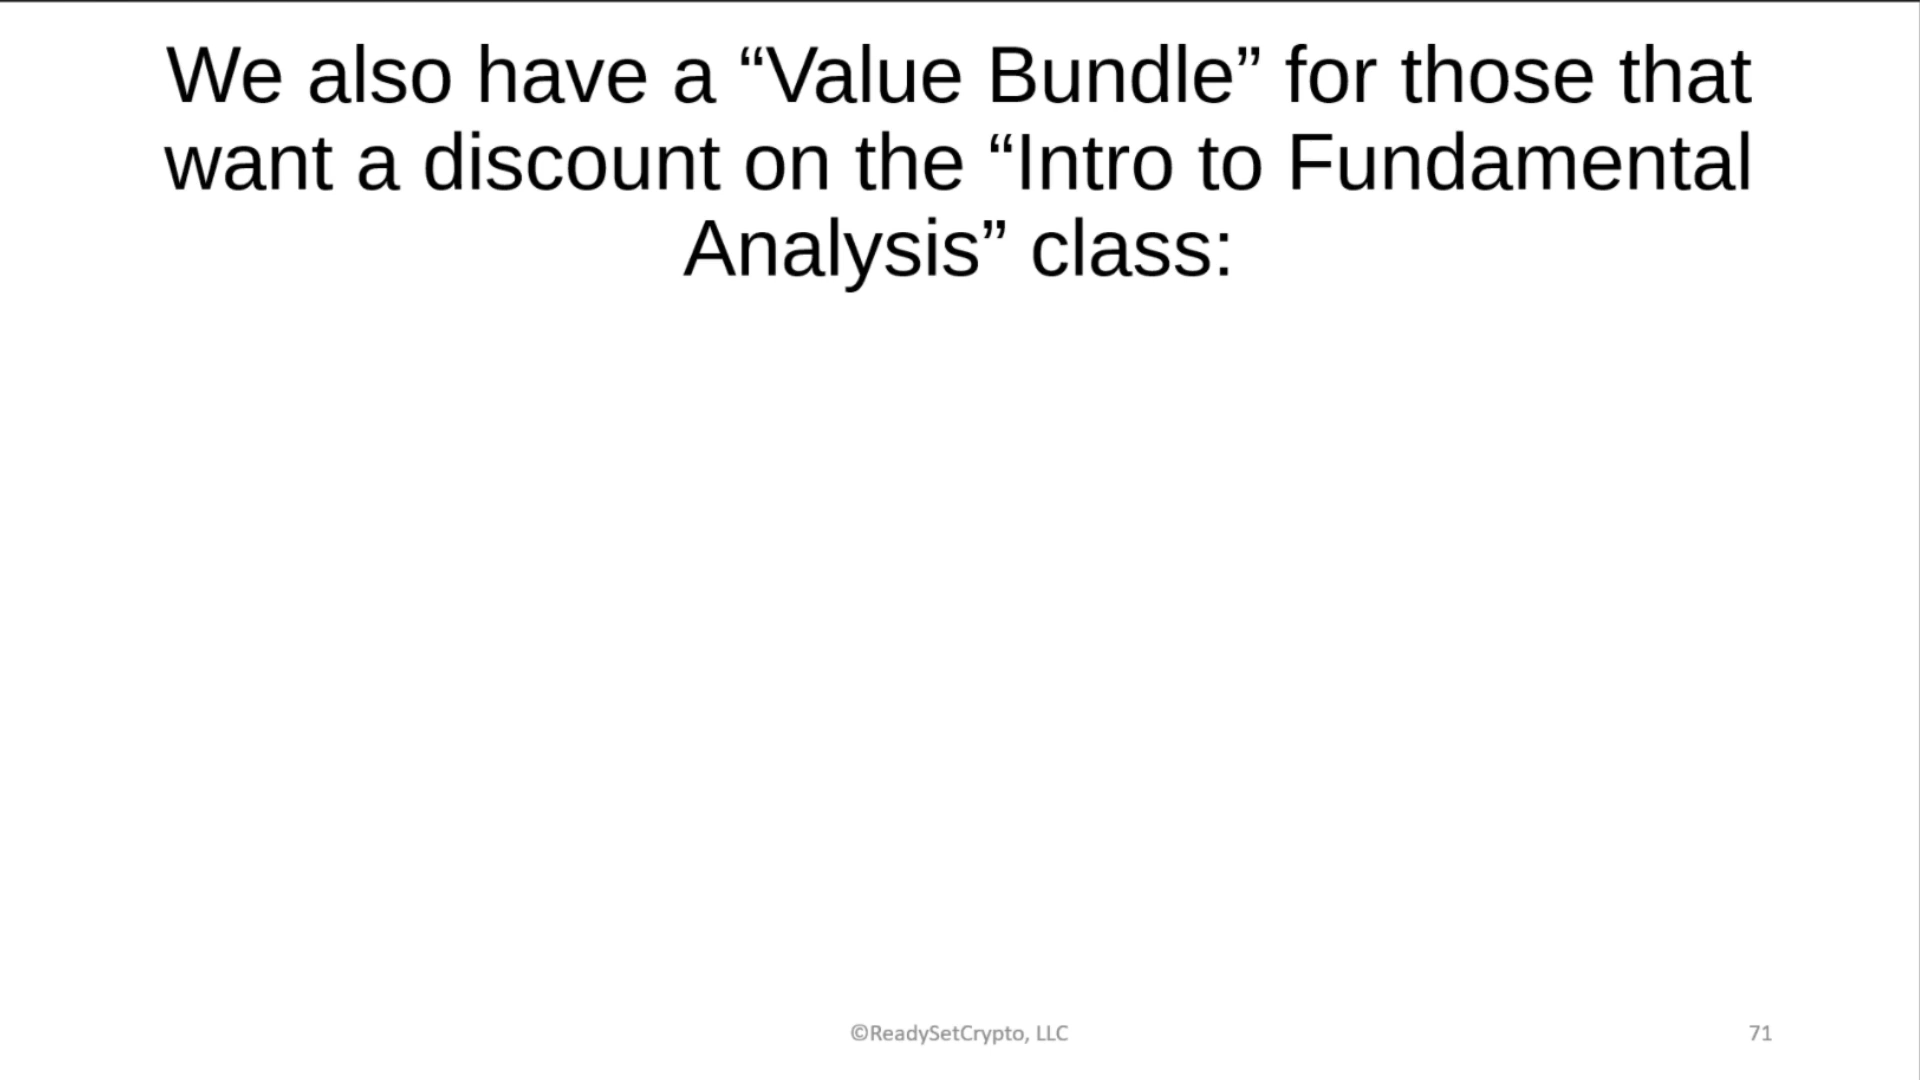 We also have a “Value Bundle” for those that
want a discount on the “Intro to Fundamental
Analysis” class:
©ReadySetCrypto, LLC
71